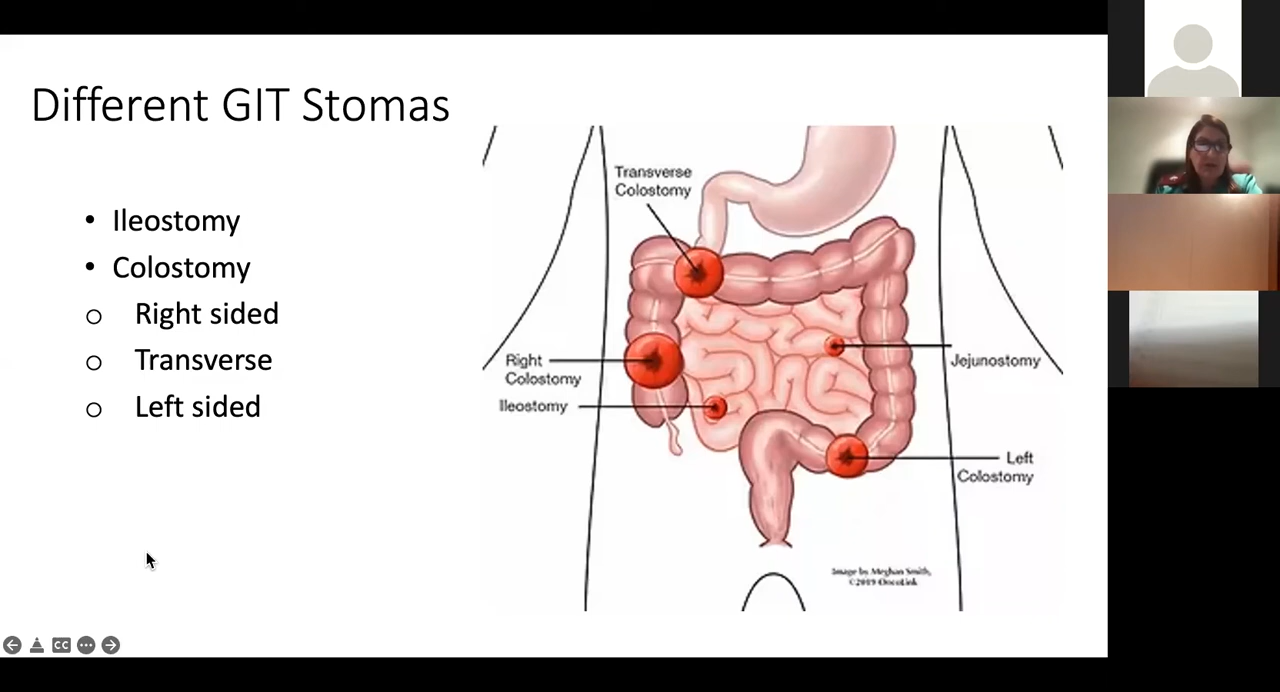 Different GIT Stomas
• Ileostomy
• Colostomy
o Right sided
o Transverse
o Left sided
Transverse
Colostomy
Right
Colostomy
Ileostomy
Jejunostomy
Left
Colostomy
Image by Meghan Smith,
©2019 OncoLink
CC